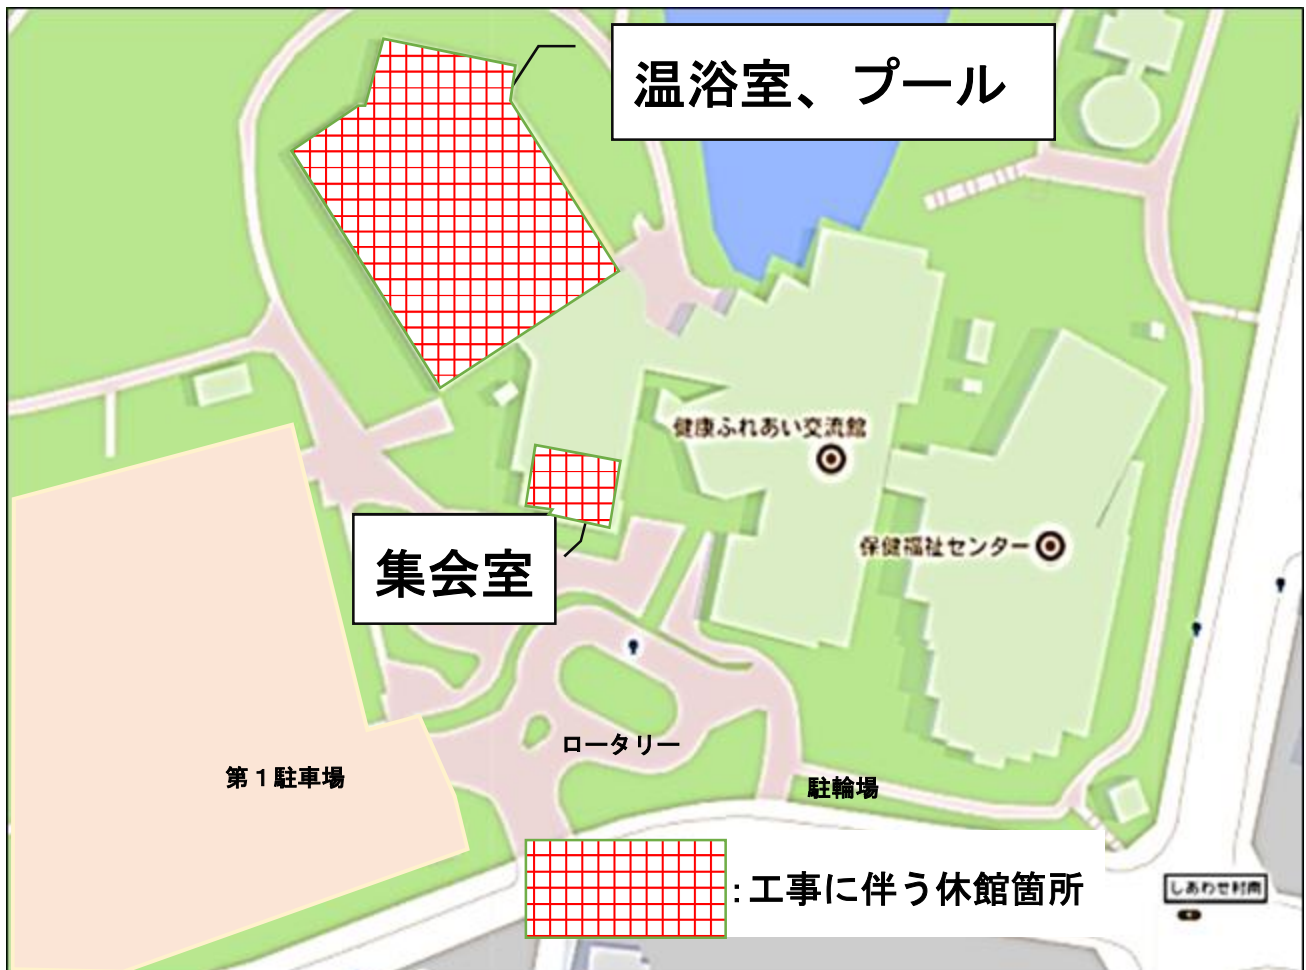 温浴室、プール
健康ふれあい交流館
保健福祉センター
集会室
ロータリー
第1駐車場
駐輪場
:工事に伴う休館箇所
しあわせ村南